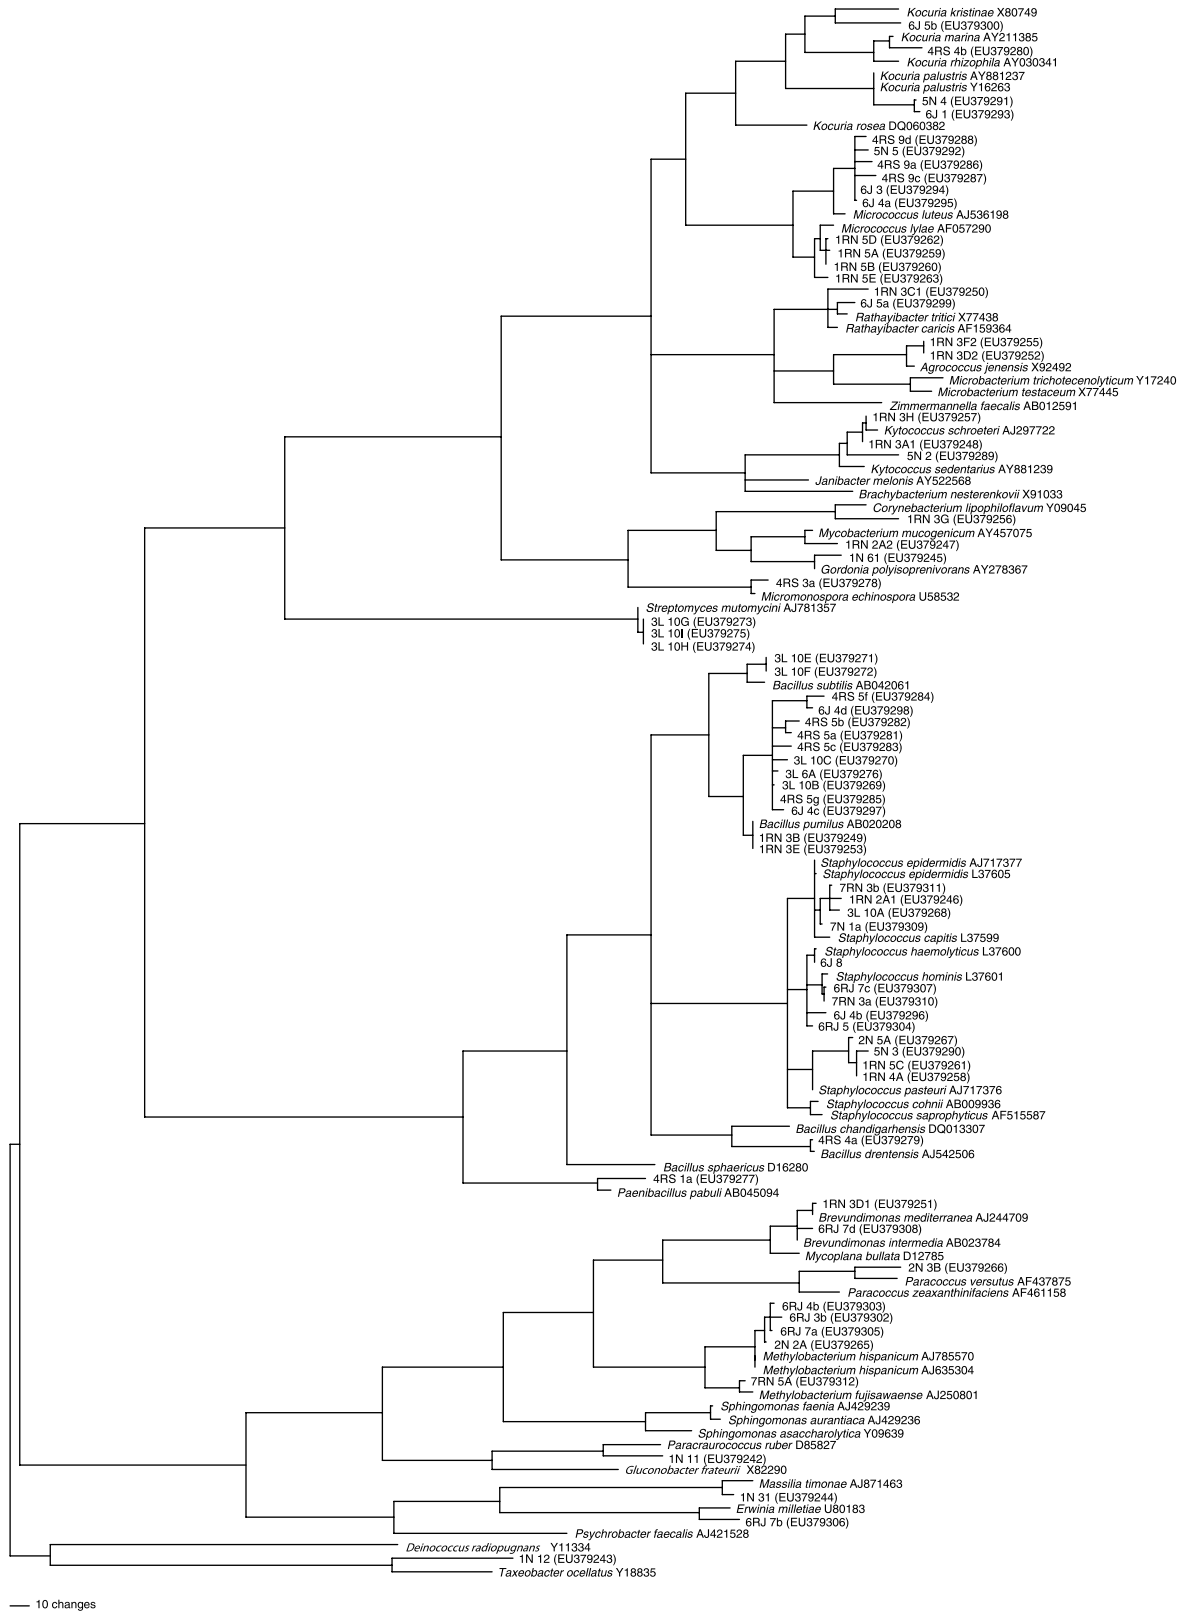 Kocuria kristinae X80749
6J 5b (EU379300)
Kocuria marina AY211385
4RS 4b (EU379280)
Kocuria rhizophila AY030341
Kocuria palustris AY881237
Kocuria palustris Y16263
5N 4 (EU379291)
6J 1 (EU379293)
Kocuria rosea DQ060382
4RS 9d (EU379288)
5N 5 (EU379292)
4RS 9a (EU379286)
4RS 9c (EU379287)
6J 3 (EU379294)
6J 4a (EU379295)
Micrococcus luteus AJ536198
Micrococcus lylae AF057290
1RN 5D (EU379262)
1RN 5A (EU379259)
1RN 5B (EU379260)
1RN 5E (EU379263)
1RN 3C1 (EU379250)
6J 5a (EU379299)
Rathayibacter tritici X77438
Rathayibacter caricis AF159364
1RN 3F2 (EU379255)
1RN 3D2 (EU379252)
Agrococcus jenensis X92492
Microbacterium trichotecenolyticum Y17240
Microbacterium testaceum X77445
Zimmermannella faecalis AB012591
1RN 3H (EU379257)
Kytococcus schroeteri AJ297722
1RN 3A1 (EU379248)
5N 2 (EU379289)
Kytococcus sedentarius AY881239
Janibacter melonis AY522568
Brachybacterium nesterenkovii X91033
Corynebacterium lipophiloflavum Y09045
1RN 3G (EU379256)
Mycobacterium mucogenicum AY457075
1RN 2A2 (EU379247)
1N 61 (EU379245)
Gordonia polyisoprenivorans AY278367
4RS 3a (EU379278)
Micromonospora echinospora U58532
Streptomyces mutomycini AJ781357
3L 10G (EU379273)
3L 10I (EU379275)
3L 10H (EU379274)
3L 10E (EU379271)
3L 10F (EU379272)
Bacillus subtilis AB042061
4RS 5f (EU379284)
6J 4d (EU379298)
4RS 5b (EU379282)
4RS 5a (EU379281)
4RS 5c (EU379283)
3L 10C (EU379270)
3L 6A (EU379276)
3L 10B (EU379269)
4RS 5g (EU379285)
6J 4c (EU379297)
Bacillus pumilus AB020208
1RN 3B (EU379249)
1RN 3E (EU379253)
Staphylococcus epidermidis AJ717377
Staphylococcus epidermidis L37605
7RN 3b (EU379311)
1RN 2A1 (EU379246)
3L 10A (EU379268)
7N 1a (EU379309)
Staphylococcus capitis L37599
Staphylococcus haemolyticus L37600
6J 8
Staphylococcus hominis L37601
6RJ 7c (EU379307)
7RN 3a (EU379310)
6J 4b (EU379296)
6RJ 5 (EU379304)
2N 5A (EU379267)
5N 3 (EU379290)
1RN 5C (EU379261)
1RN 4A (EU379258)
Staphylococcus pasteuri AJ717376
Staphylococcus cohnii AB009936
Staphylococcus saprophyticus AF515587
Bacillus chandigarhensis DQ013307
4RS 4a (EU379279)
Bacillus drentensis AJ542506
Bacillus sphaericus D16280
4RS 1a (EU379277)
Paenibacillus pabuli AB045094
1RN 3D1 (EU379251)
Brevundimonas mediterranea AJ244709
6RJ 7d (EU379308)
Brevundimonas intermedia AB023784
Mycoplana bullata D12785
2N 3B (EU379266)
Paracoccus versutus AF437875
Paracoccus zeaxanthinifaciens AF461158
6RJ 4b (EU379303)
6RJ 3b (EU379302)
6RJ 7a (EU379305)
2N 2A (EU379265)
Methylobacterium hispanicum AJ785570
Methylobacterium hispanicum AJ635304
7RN 5A (EU379312)
Methylobacterium fujisawaense AJ250801
Sphingomonas faenia AJ429239
Sphingomonas aurantiaca AJ429236
Sphingomonas asaccharolytica Y09639
Paracraurococcus ruber D85827
1N 11 (EU379242)
Gluconobacter frateurii X82290
Massilia timonae AJ871463
1N 31 (EU379244)
Erwinia milletiae U80183
6RJ 7b (EU379306)
Psychrobacter faecalis AJ421528
Deinococcus radiopugnans Y11334
1N 12 (EU379243)
Taxeobacter ocellatus Y18835
10 changes